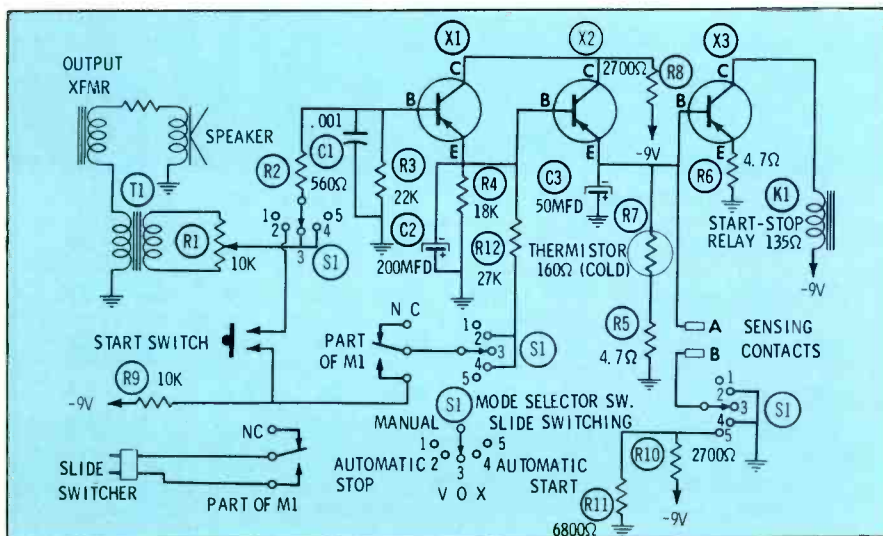 X1
X2
X3
OUTPUT
XFMR
SPEAKER
C
C
C
2700Ω
R8
B
B
B
E
E
E
-9V
.001
C1
R2
560Ω
R3
22K
R4
18K
C2
200MFD
R12
27K
C3
50MFD
R7
THERMISTOR
160Ω (COLD)
R6
4.7Ω
K1
START-STOP
RELAY 135Ω
-9V
T1
R1
10K
1
2
3
4
5
S1
R5
4.7Ω
A
B
SENSING
CONTACTS
START SWITCH
NC
PART
OF M1
1
2
3
4
5
S1
R9
10K
-9V
1
2
3
4
5
S1
S1
MODE SELECTOR SW.
SLIDE SWITCHING
MANUAL
1
2
3
4
5
AUTOMATIC
STOP
AUTOMATIC
START
VOX
NC
SLIDE
SWITCHER
PART OF M1
R10
2700Ω
R11
6800Ω
-9V